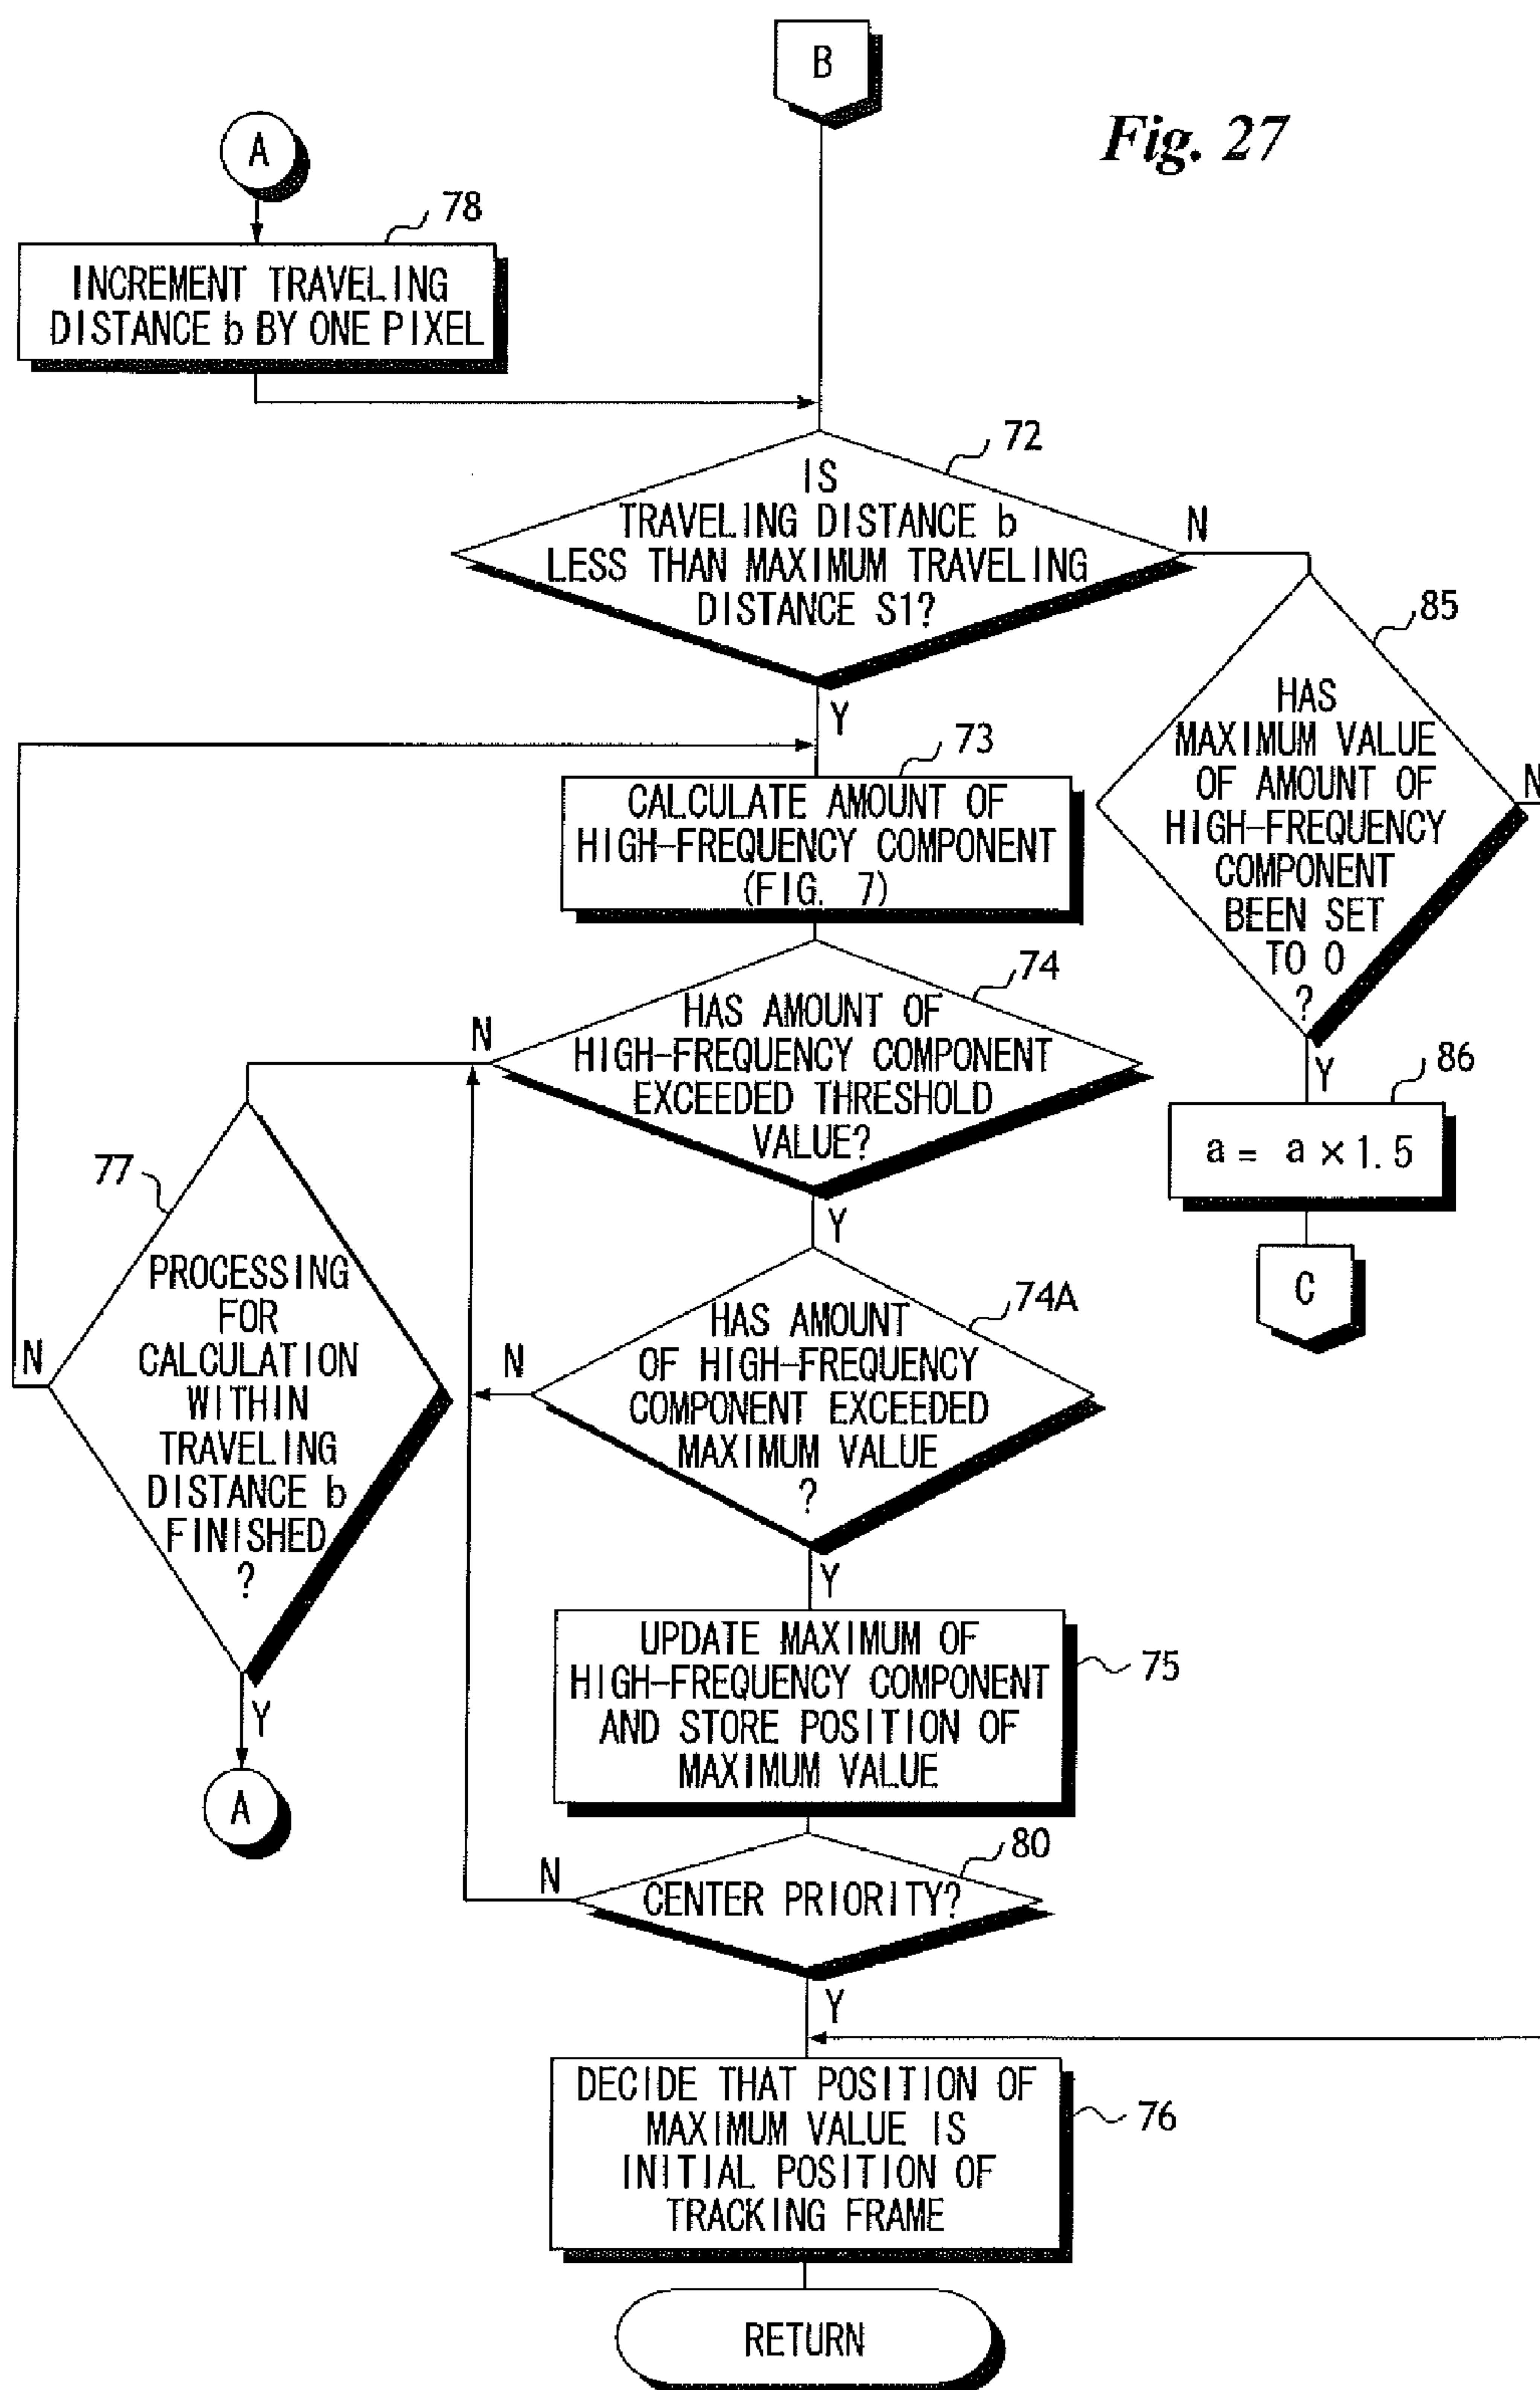 B
Fig. 27
A
78
INCREMENT TRAVELING
DISTANCE b BY ONE PIXEL
72
IS
TRAVELING DISTANCE b
LESS THAN MAXIMUM TRAVELING
DISTANCE S1?
N
Y
85
HAS
MAXIMUM VALUE
OF AMOUNT OF
HIGH-FREQUENCY
COMPONENT
BEEN SET
TO 0
?
N
Y
86
a = a × 1.5
C
73
CALCULATE AMOUNT OF
HIGH-FREQUENCY COMPONENT
(FIG. 7)
74
HAS AMOUNT OF
HIGH-FREQUENCY COMPONENT
EXCEEDED THRESHOLD
VALUE?
N
Y
77
PROCESSING
FOR
CALCULATION
WITHIN
TRAVELING
DISTANCE b
FINISHED
?
N
Y
A
74A
HAS AMOUNT
OF HIGH-FREQUENCY
COMPONENT EXCEEDED
MAXIMUM VALUE
?
N
Y
UPDATE MAXIMUM OF
HIGH-FREQUENCY COMPONENT
AND STORE POSITION OF
MAXIMUM VALUE
75
80
CENTER PRIORITY?
N
Y
DECIDE THAT POSITION OF
MAXIMUM VALUE IS
INITIAL POSITION OF
TRACKING FRAME
76
RETURN